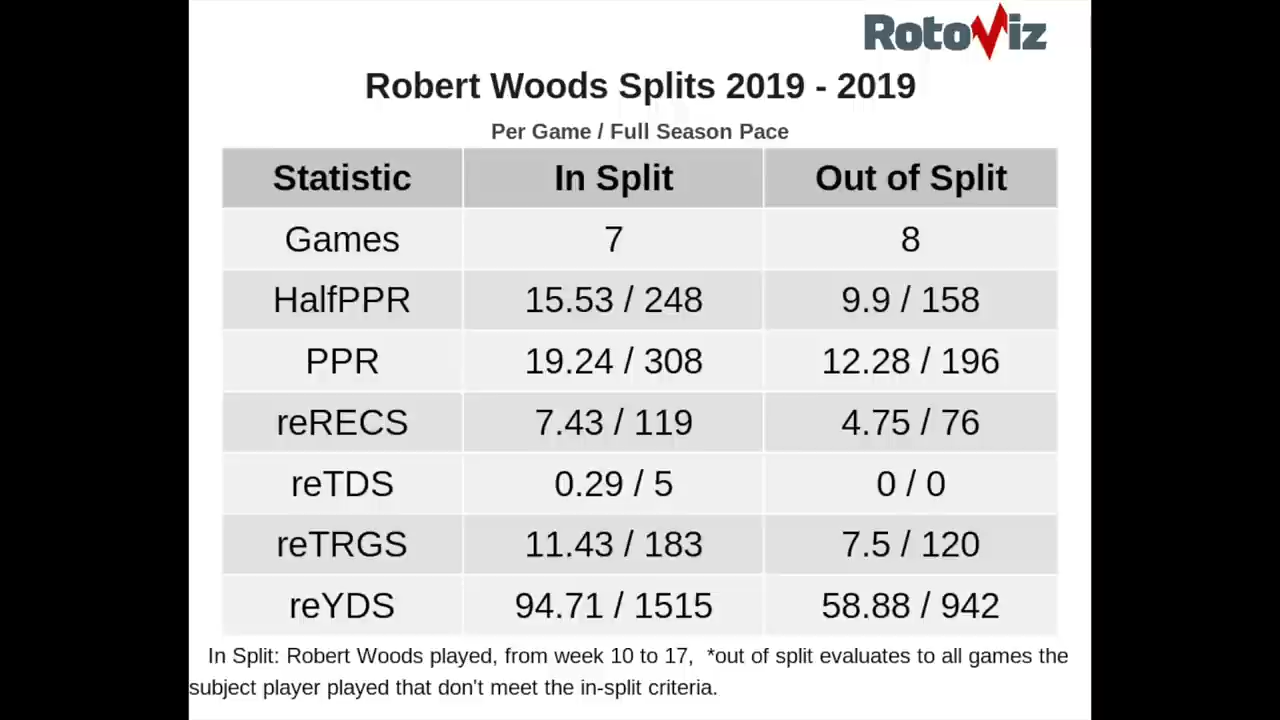 RotoViz
Robert Woods Splits 2019 - 2019
Per Game / Full Season Pace
Statistic In Split Out of Split
Games 7 8
HalfPPR 15.53 / 248 9.9 / 158
PPR 19.24 / 308 12.28 / 196
reRECS 7.43 / 119 4.75 / 76
reTDS 0.29 / 5 0 / 0
reTRGS 11.43 / 183 7.5 / 120
reYDS 94.71 / 1515 58.88 / 942
In Split: Robert Woods played, from week 10 to 17, *out of split evaluates to all games the
subject player played that don't meet the in-split criteria.